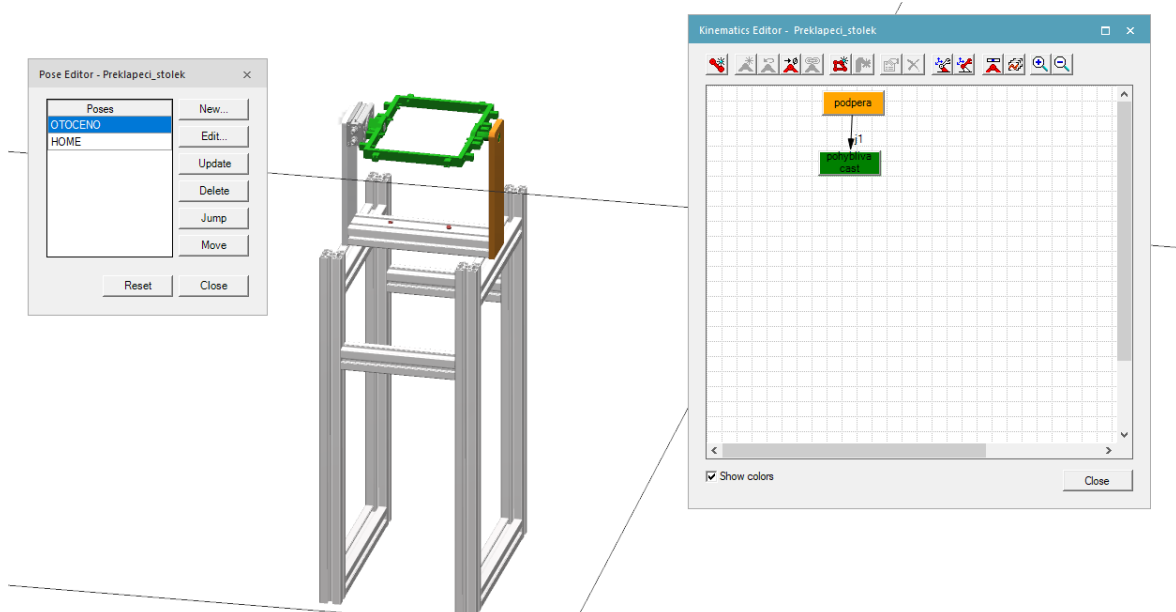 Pose Editor - Preklapeci_stolek
Poses
OTOCENO
HOME
New...
Edit...
Update
Delete
Jump
Move
Reset
Close
Kinematics Editor - Preklapeci_stolek
podpera
j1
pohybliva
cast
Show colors
Close